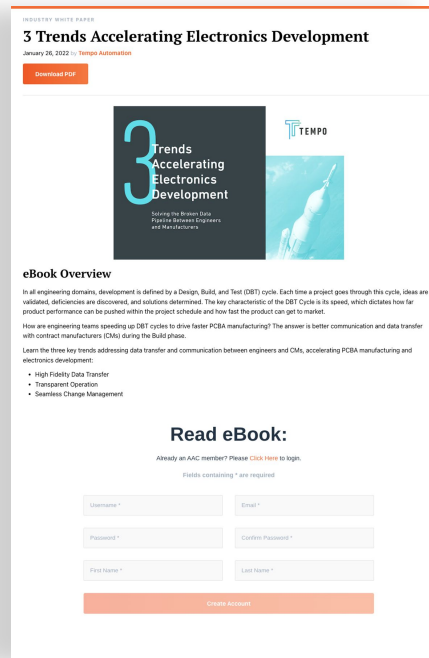 INDUSTRY WHITE PAPER
3 Trends Accelerating Electronics Development
January 26, 2022 by Tempo Automation
Download PDF
3 Trends
Accelerating
Electronics
Development
Solving the Broken Data
Pipeline Between Engineers
and Manufacturers
TEMPO
eBook Overview
In all engineering domains, development is defined by a Design, Build, and Test (DBT) cycle. Each time a project goes through this cycle, ideas are
validated, deficiencies are discovered, and solutions determined. The key characteristic of the DBT Cycle is its speed, which dictates how far
product performance can be pushed within the project schedule and how fast the product can get to market.
How are engineering teams speeding up DBT cycles to drive faster PCBA manufacturing? The answer is better communication and data transfer
with contract manufacturers (CMs) during the Build phase.
Learn the three key trends addressing data transfer and communication between engineers and CMs, accelerating PCBA manufacturing and
electronics development:
• High Fidelity Data Transfer
• Transparent Operation
• Seamless Change Management
Read eBook:
Already an AAC member? Please Click Here to login.
Fields containing * are required
Username * Email *
Password * Confirm Password *
First Name * Last Name *
Create Account